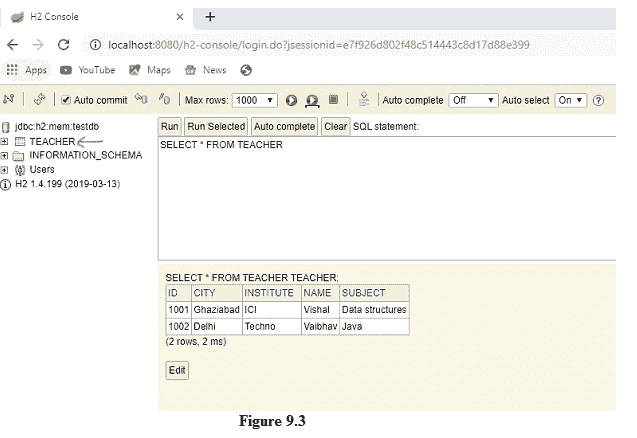 H2 Console
localhost:8080/h2-console/login.do?jsessionid=e7f926d802f48c514443c8d17d88e399
Apps YouTube Maps News
Auto commit Max rows: 1000 Auto complete Off Auto select On
jdbc:h2:mem:testdb
TEACHER
INFORMATION_SCHEMA
Users
H2 1.4.199 (2019-03-13)
Run Run Selected Auto complete Clear SQL statement:
SELECT * FROM TEACHER
SELECT * FROM TEACHER TEACHER;
ID CITY INSTITUTE NAME SUBJECT
1001 Ghaziabad ICI Vishal Data structures
1002 Delhi Techno Vaibhav Java
(2 rows, 2 ms)
Edit
Figure 9.3